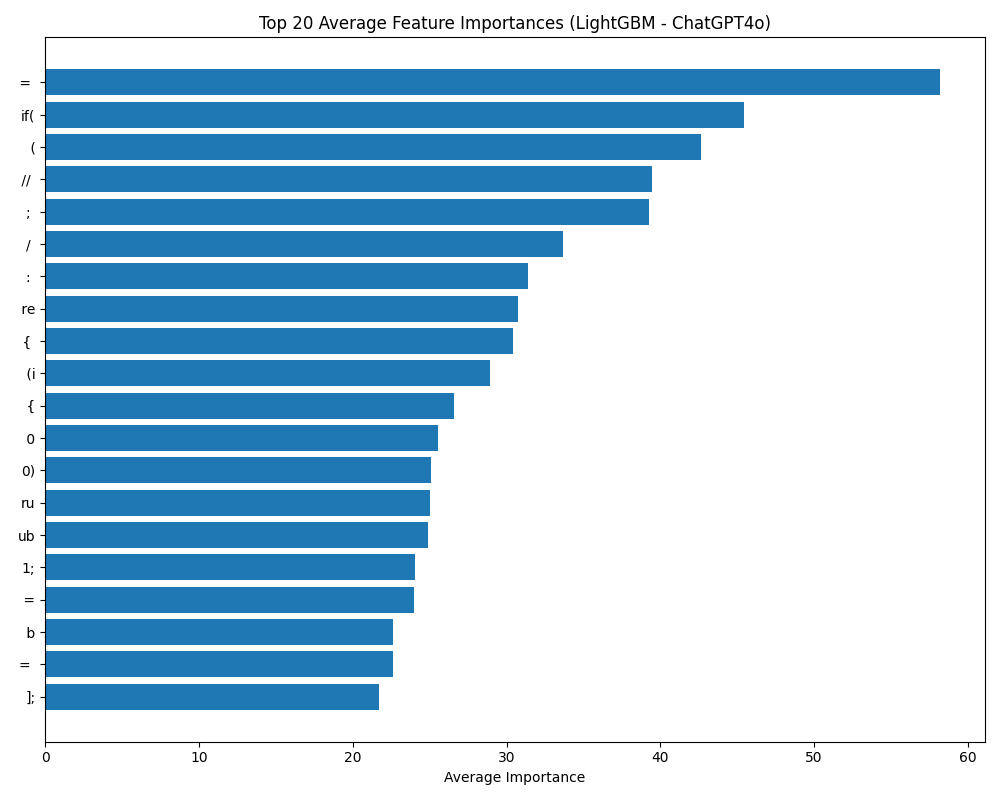 Top 20 Average Feature Importances (LightGBM - ChatGPT4o)
=
if(
(
//
;
/
:
re
{
(i
{
0
0)
ru
ub
1;
=
b
=
];
0 10 20 30 40 50 60
Average Importance